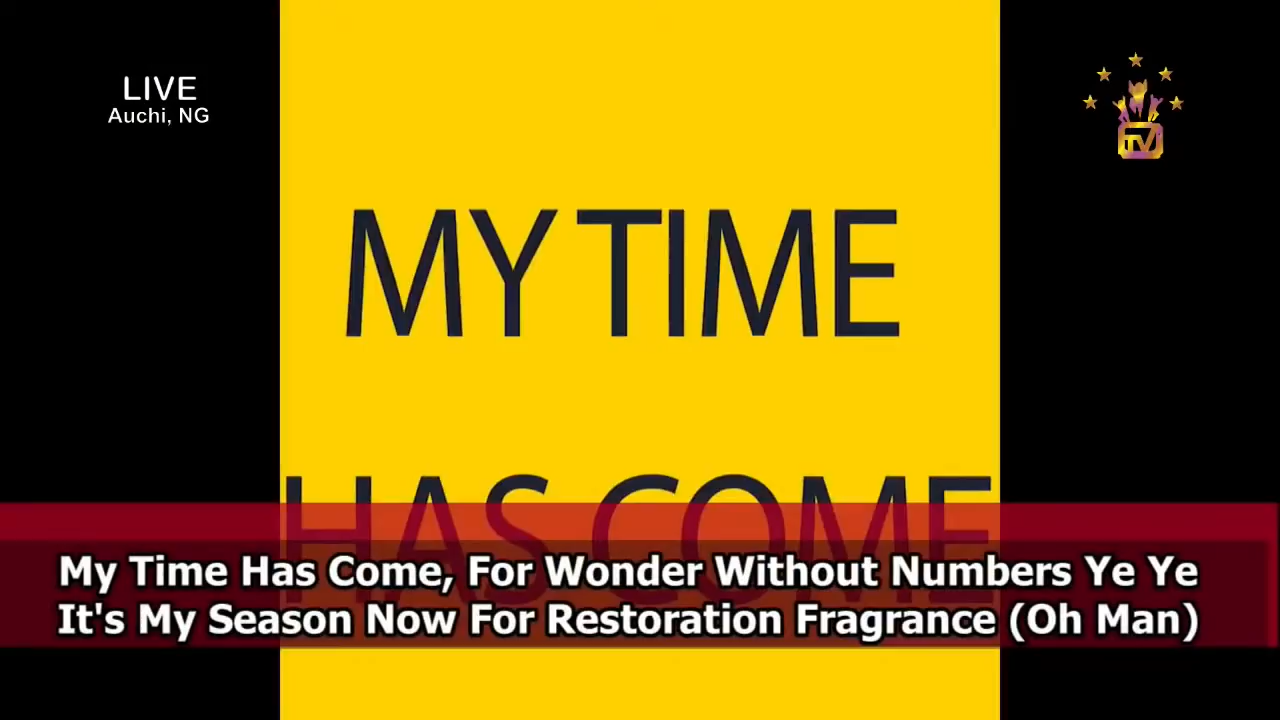 LIVE
Auchi, NG
TV
MY TIME
HAS COME
My Time Has Come, For Wonder Without Numbers Ye Ye
It's My Season Now For Restoration Fragrance (Oh Man)